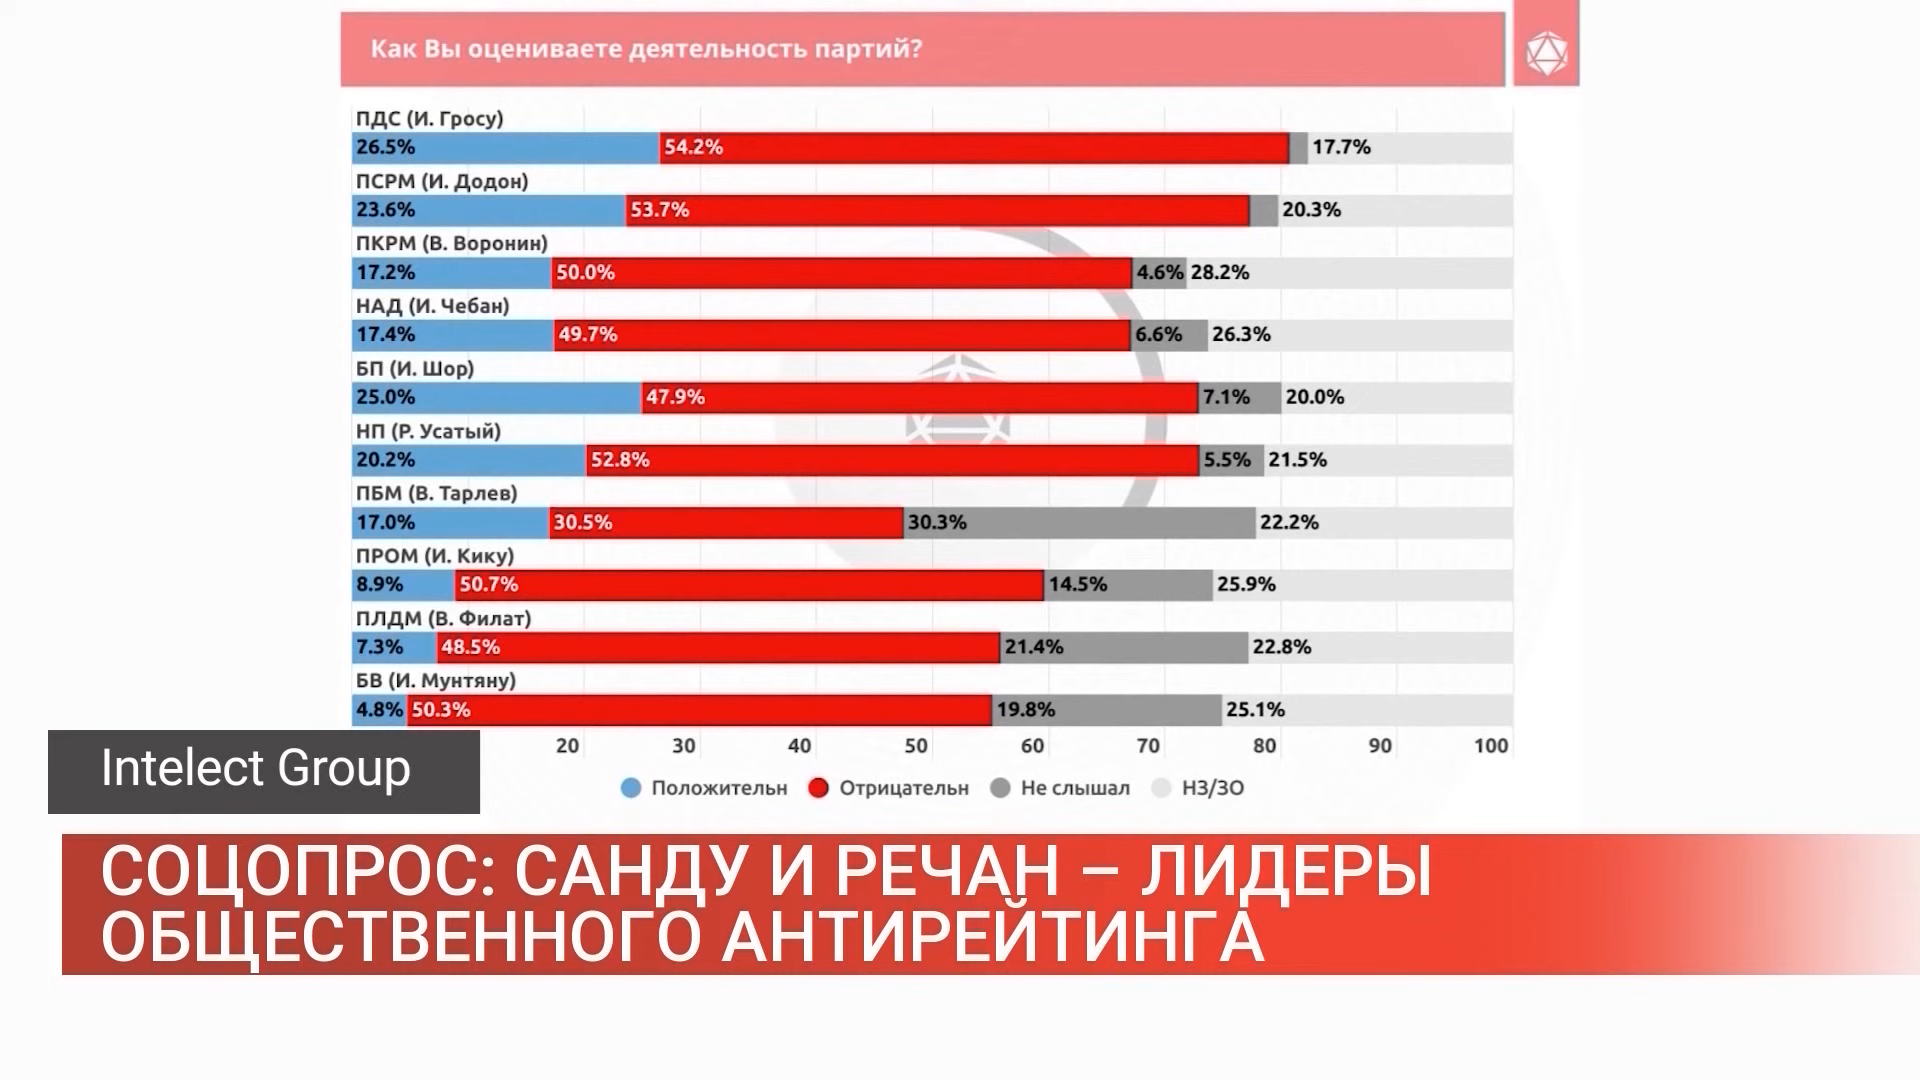 Как Вы оцениваете деятельность партий?
ПДС (И. Гросу)
26.5% 54.2% 17.7%
ПСРМ (И. Додон)
23.6% 53.7% 20.3%
ПКРМ (В. Воронин)
17.2% 50.0% 4.6% 28.2%
НАД (И. Чебан)
17.4% 49.7% 6.6% 26.3%
БП (И. Шор)
25.0% 47.9% 7.1% 20.0%
НП (Р. Усатый)
20.2% 52.8% 5.5% 21.5%
ПБМ (В. Тарлев)
17.0% 30.5% 30.3% 22.2%
ПРОМ (И. Кику)
8.9% 50.7% 14.5% 25.9%
ПЛДМ (В. Филат)
7.3% 48.5% 21.4% 22.8%
БВ (И. Мунтяну)
4.8% 50.3% 19.8% 25.1%
20 30 40 50 60 70 80 90 100
Положительн Отрицательн Не слышал НЗ/ЗО
Intelect Group
СОЦОПРОС: САНДУ И РЕЧАН – ЛИДЕРЫ
ОБЩЕСТВЕННОГО АНТИРЕЙТИНГА